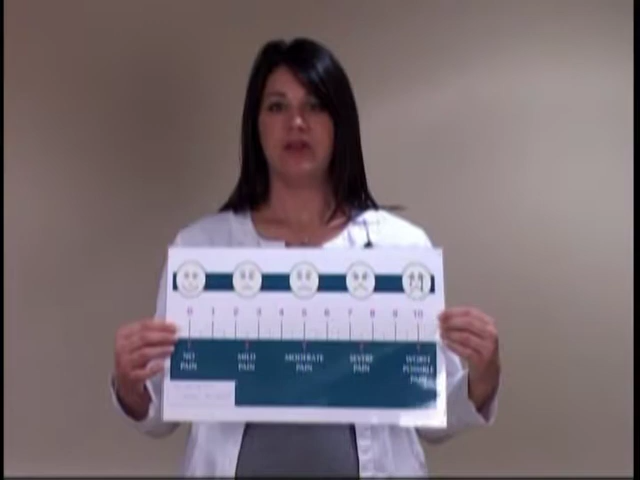 0 1 2 3 4 5 6 7 8 9 10
NO MILD MODERATE SEVERE WORST
PAIN PAIN PAIN PAIN POSSIBLE
PAIN